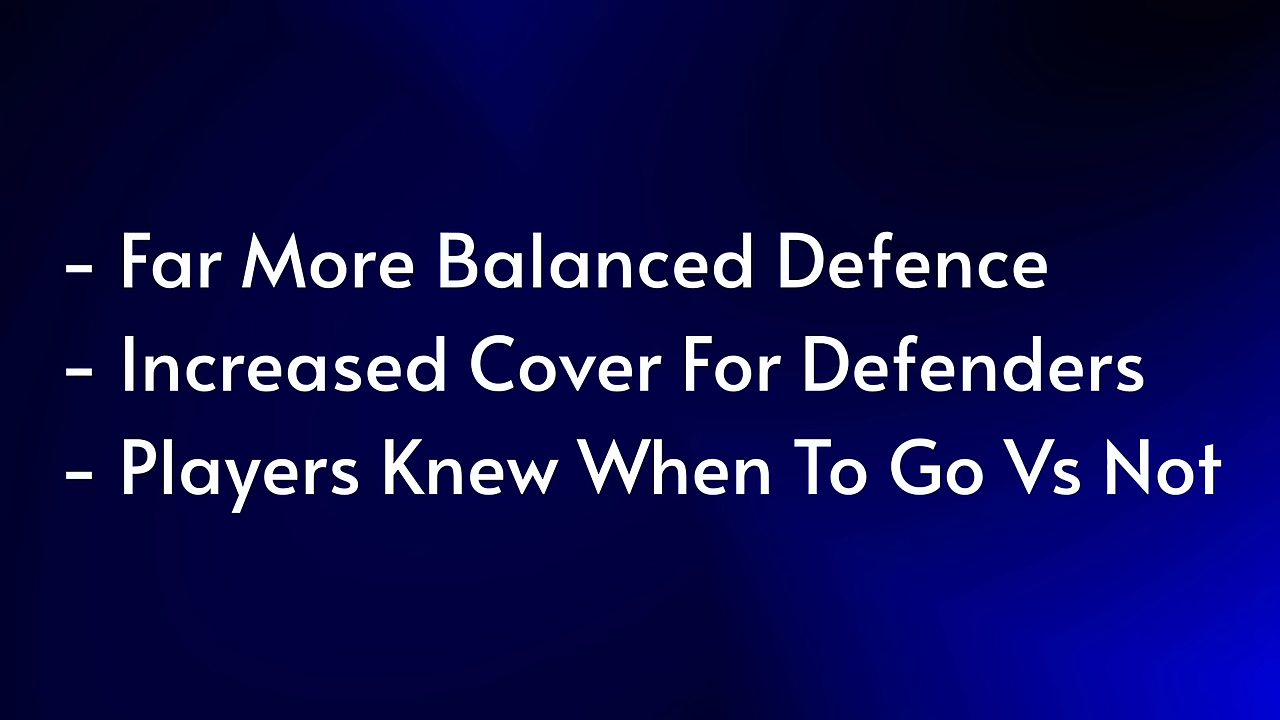 - Far More Balanced Defence
- Increased Cover For Defenders
- Players Knew When To Go Vs Not